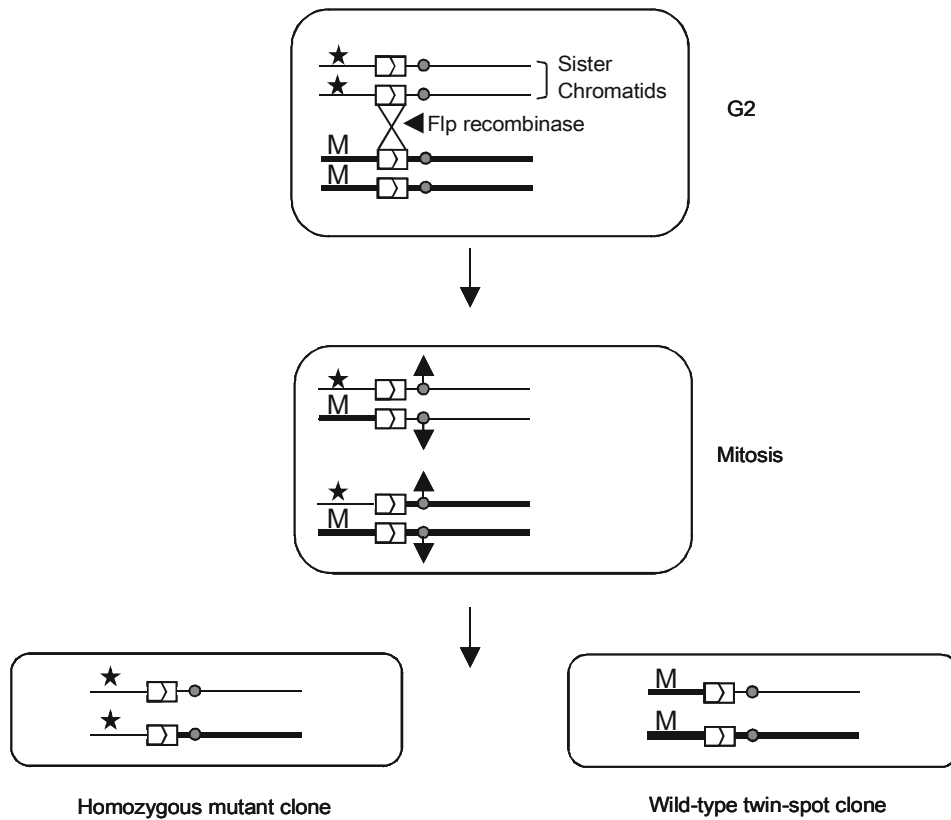 Sister
Chromatids
G2
Flp recombinase
M
M
M
Mitosis
M
M
M
Homozygous mutant clone
Wild-type twin-spot clone